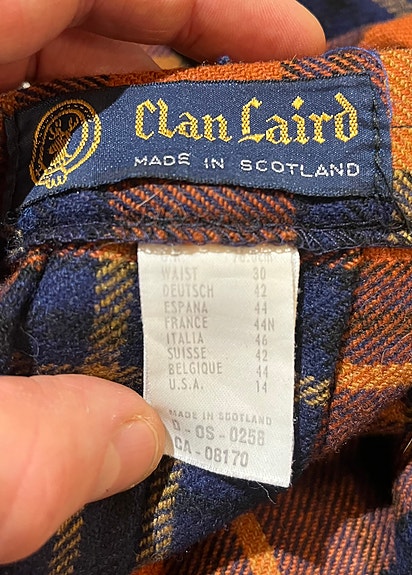 Clan Laird
MADE IN SCOTLAND
WAIST 30
DEUTSCH 42
ESPANA 44
FRANCE 44N
ITALIA 46
SUISSE 42
BELGIQUE 44
U.S.A. 14
MADE IN SCOTLAND
D-OS-0258
CA-08170